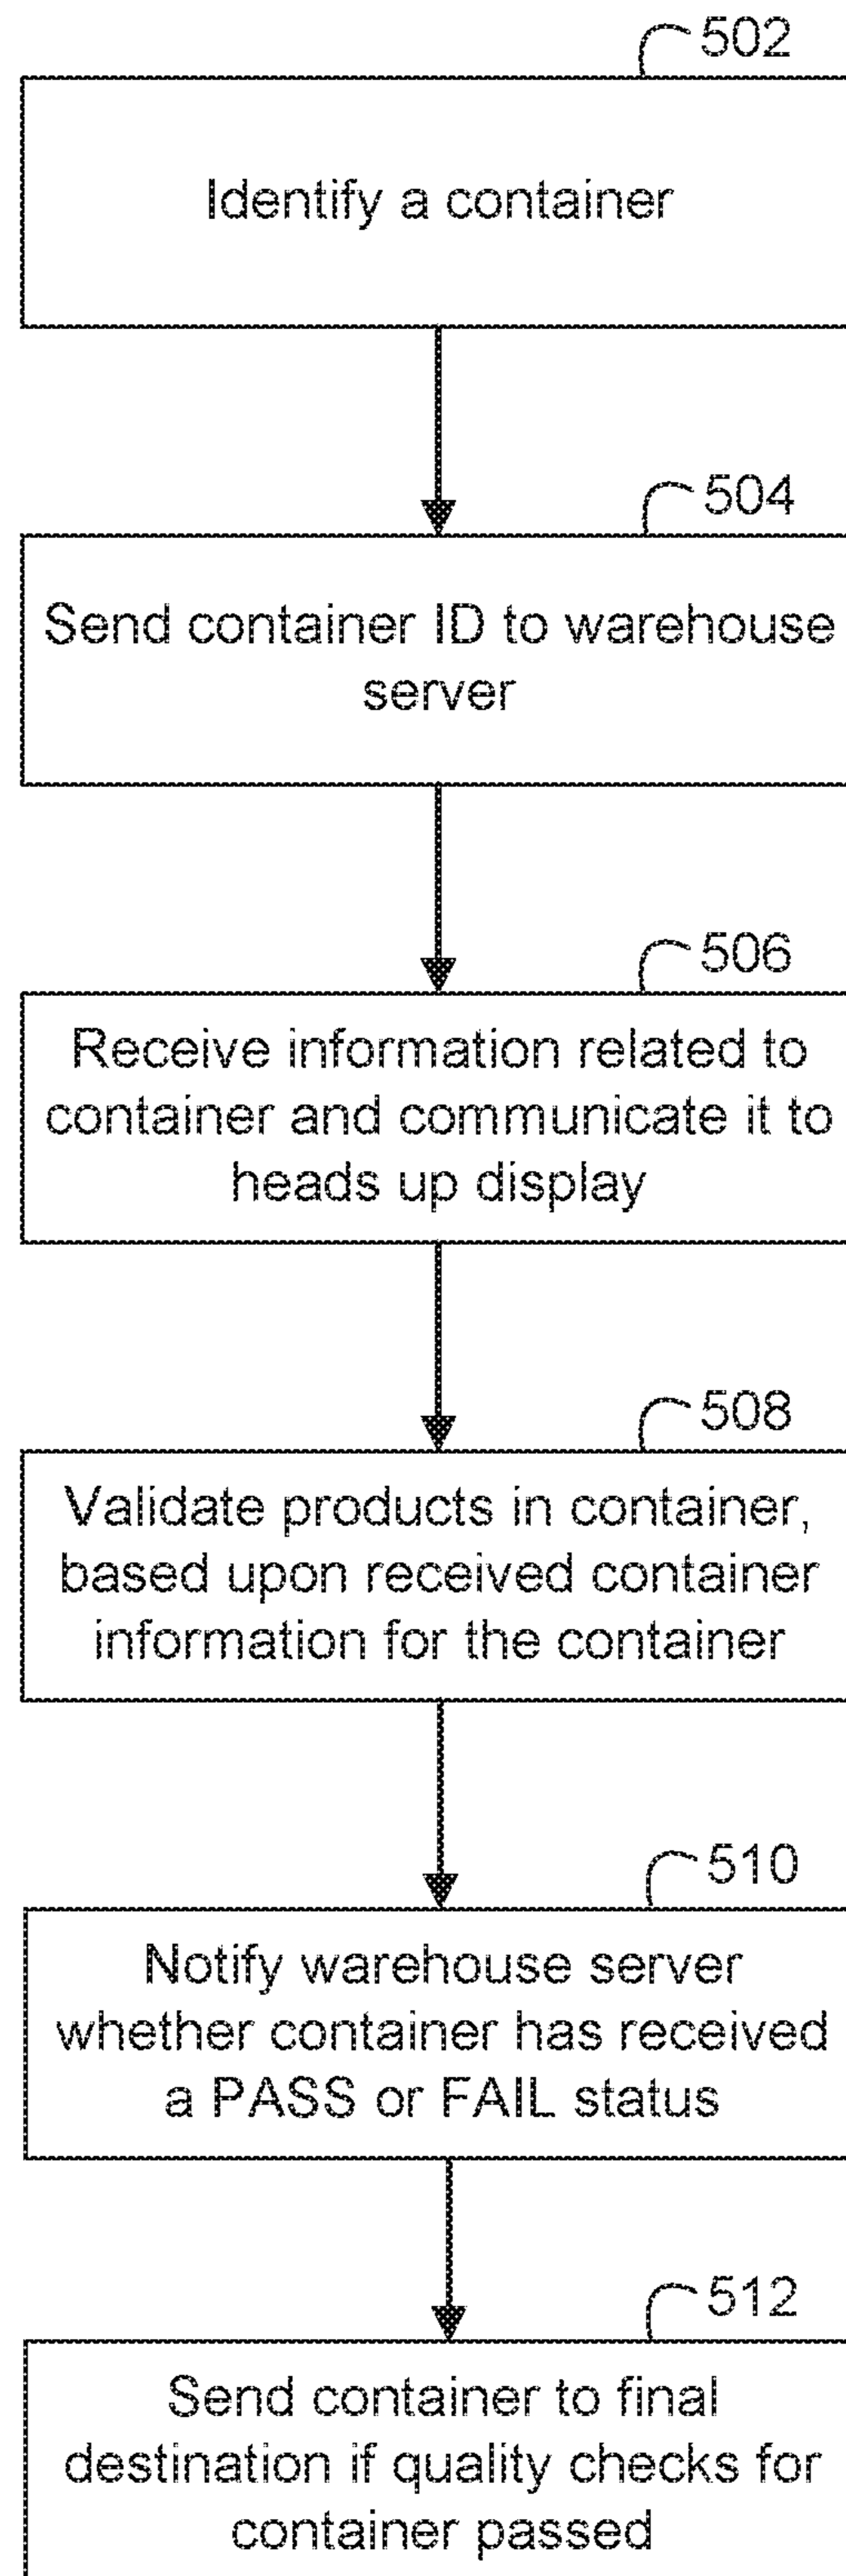 502
Identify a container
504
Send container ID to warehouse
server
506
Receive information related to
container and communicate it to
heads up display
508
Validate products in container,
based upon received container
information for the container
510
Notify warehouse server
whether container has received
a PASS or FAIL status
512
Send container to final
destination if quality checks for
container passed